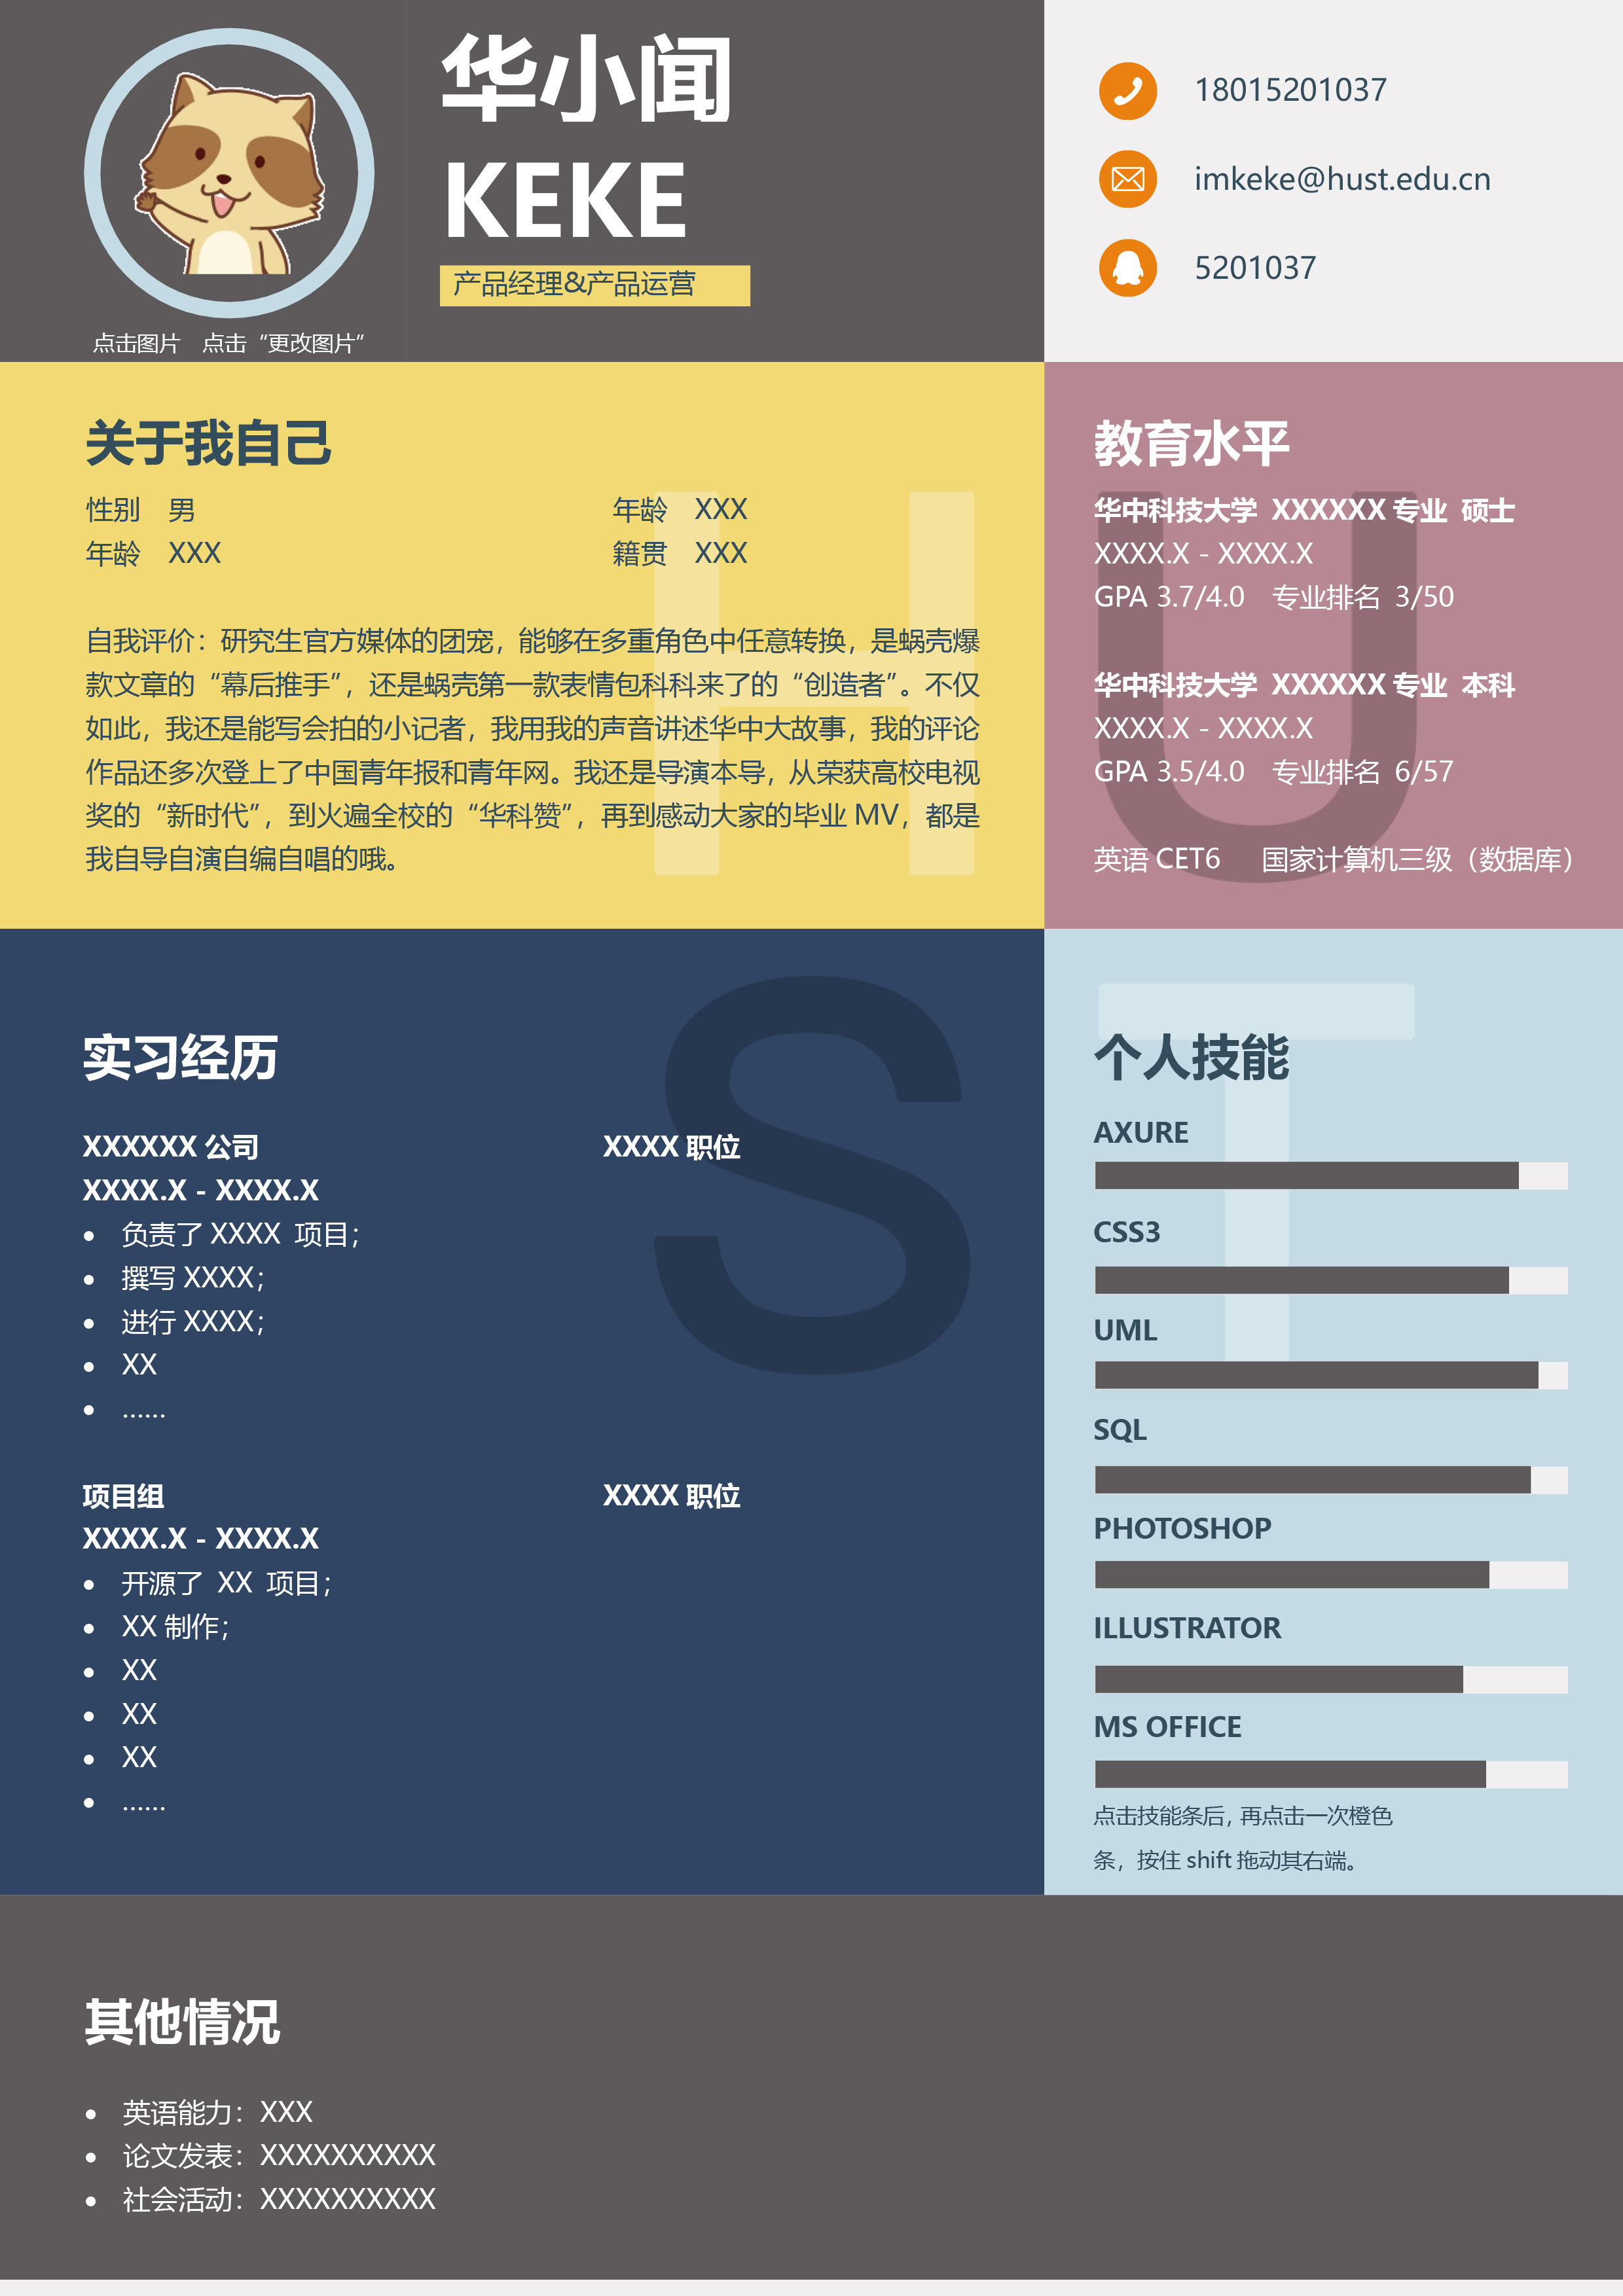 华小闻
KEKE
产品经理&产品运营
点击图片 点击“更改图片”
18015201037
imkeke@hust.edu.cn
5201037
关于我自己
性别 男 年龄 XXX
年龄 XXX 籍贯 XXX
自我评价：研究生官方媒体的团宠，能够在多重角色中任意转换，是蜗壳爆
款文章的“幕后推手”，还是蜗壳第一款表情包科科来了的“创造者”。不仅
如此，我还是能写会拍的小记者，我用我的声音讲述华中大故事，我的评论
作品还多次登上了中国青年报和青年网。我还是导演本导，从荣获高校电视
奖的“新时代”，到火遍全校的“华科赞”，再到感动大家的毕业 MV，都是
我自导自演自编自唱的哦。
H
教育水平
华中科技大学 XXXXXX 专业 硕士
XXXX.X - XXXX.X
GPA 3.7/4.0 专业排名 3/50
华中科技大学 XXXXXX 专业 本科
XXXX.X - XXXX.X
GPA 3.5/4.0 专业排名 6/57
英语 CET6 国家计算机三级（数据库）
U
实习经历
XXXXXX 公司 XXXX 职位
XXXX.X - XXXX.X
• 负责了 XXXX 项目；
• 撰写 XXXX；
• 进行 XXXX；
• XX
• ......
项目组 XXXX 职位
XXXX.X - XXXX.X
• 开源了 XX 项目；
• XX 制作；
• XX
• XX
• XX
• ......
S
个人技能
AXURE
CSS3
UML
SQL
PHOTOSHOP
ILLUSTRATOR
MS OFFICE
点击技能条后，再点击一次橙色
条，按住 shift 拖动其右端。
T
其他情况
• 英语能力：XXX
• 论文发表：XXXXXXXXXX
• 社会活动：XXXXXXXXXX